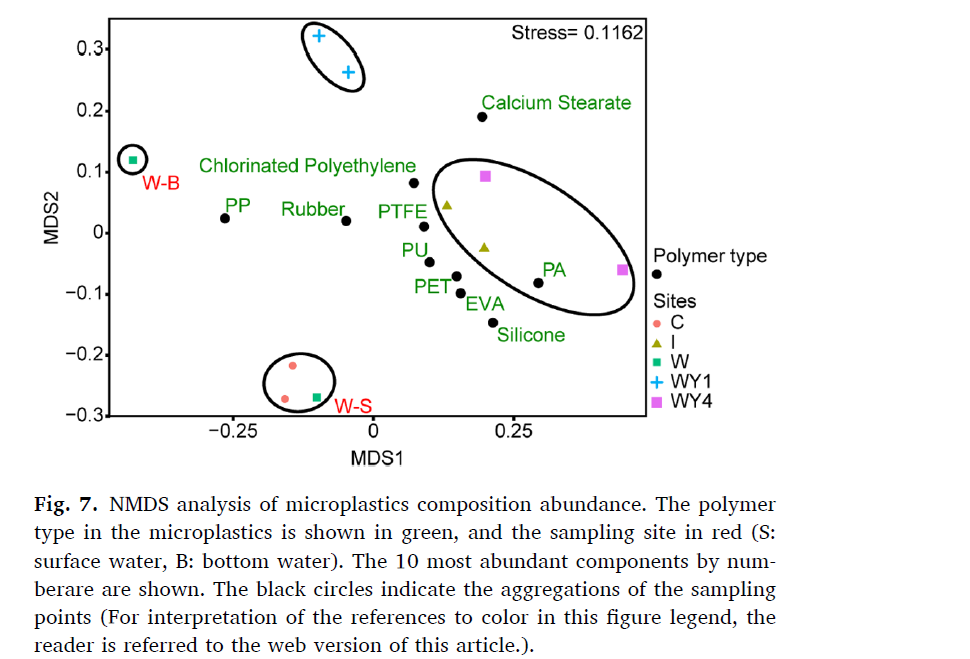 Stress= 0.1162
0.3
0.2
0.1
0
−0.1
−0.2
−0.3
MDS2
Calcium Stearate
Chlorinated Polyethylene
W-B
PP
Rubber
PTFE
PU
PET
PA
EVA
Silicone
W-S
−0.25
0
0.25
MDS1
Polymer type
Sites
C
I
W
WY1
WY4
Fig. 7. NMDS analysis of microplastics composition abundance. The polymer
type in the microplastics is shown in green, and the sampling site in red (S:
surface water, B: bottom water). The 10 most abundant components by num-
berare are shown. The black circles indicate the aggregations of the sampling
points (For interpretation of the references to color in this figure legend, the
reader is referred to the web version of this article.).